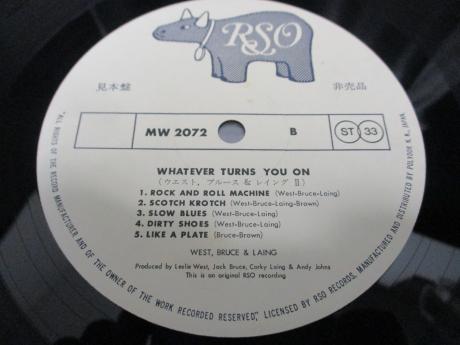 RSO
見本盤 非売品
MW 2072 B ST 33
WHATEVER TURNS YOU ON
(ウエスト, ブルース & レイング II)
1. ROCK AND ROLL MACHINE (West-Bruce-Laing)
2. SCOTCH KROTCH (West-Bruce-Laing-Brown)
3. SLOW BLUES (West-Bruce-Laing)
4. DIRTY SHOES (West-Bruce-Laing)
5. LIKE A PLATE (Bruce-Brown)
WEST, BRUCE & LAING
Produced by Leslie West, Jack Bruce, Corky Laing & Andy Johns
This is an original RSO recording
"ALL RIGHTS OF THE RECORD MANUFACTURER AND OF THE OWNER OF THE WORK RECORDED RESERVED", LICENSED BY RSO RECORDS, MANUFACTURED AND DISTRIBUTED BY POLYDOR K. K., JAPAN.